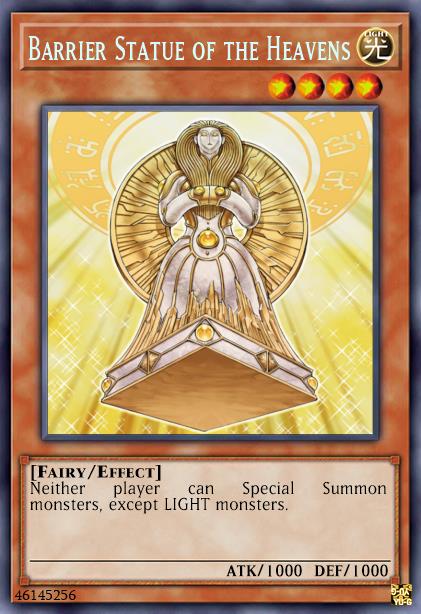 BARRIER STATUE OF THE HEAVENS
LIGHT
光
[FAIRY/EFFECT]
Neither player can Special Summon
monsters, except LIGHT monsters.
ATK/1000 DEF/1000
46145256